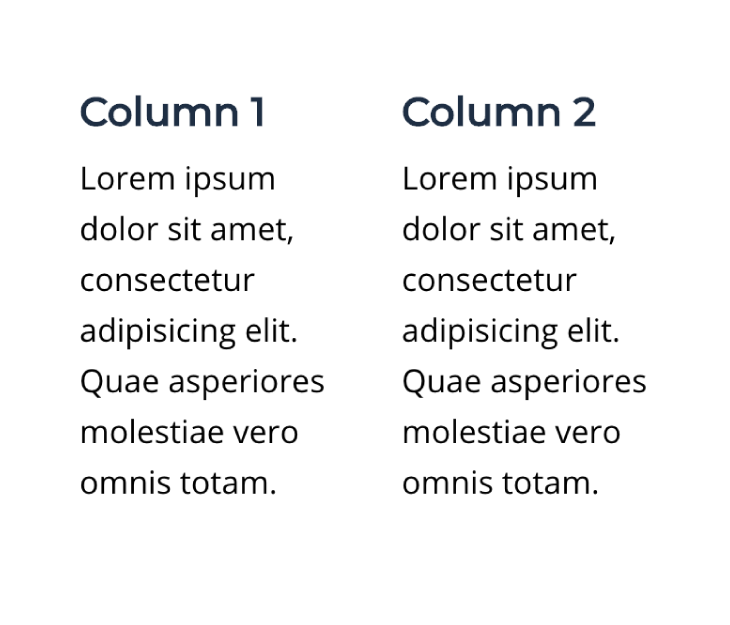 Column 1
Lorem ipsum
dolor sit amet,
consectetur
adipisicing elit.
Quae asperiores
molestiae vero
omnis totam.
Column 2
Lorem ipsum
dolor sit amet,
consectetur
adipisicing elit.
Quae asperiores
molestiae vero
omnis totam.